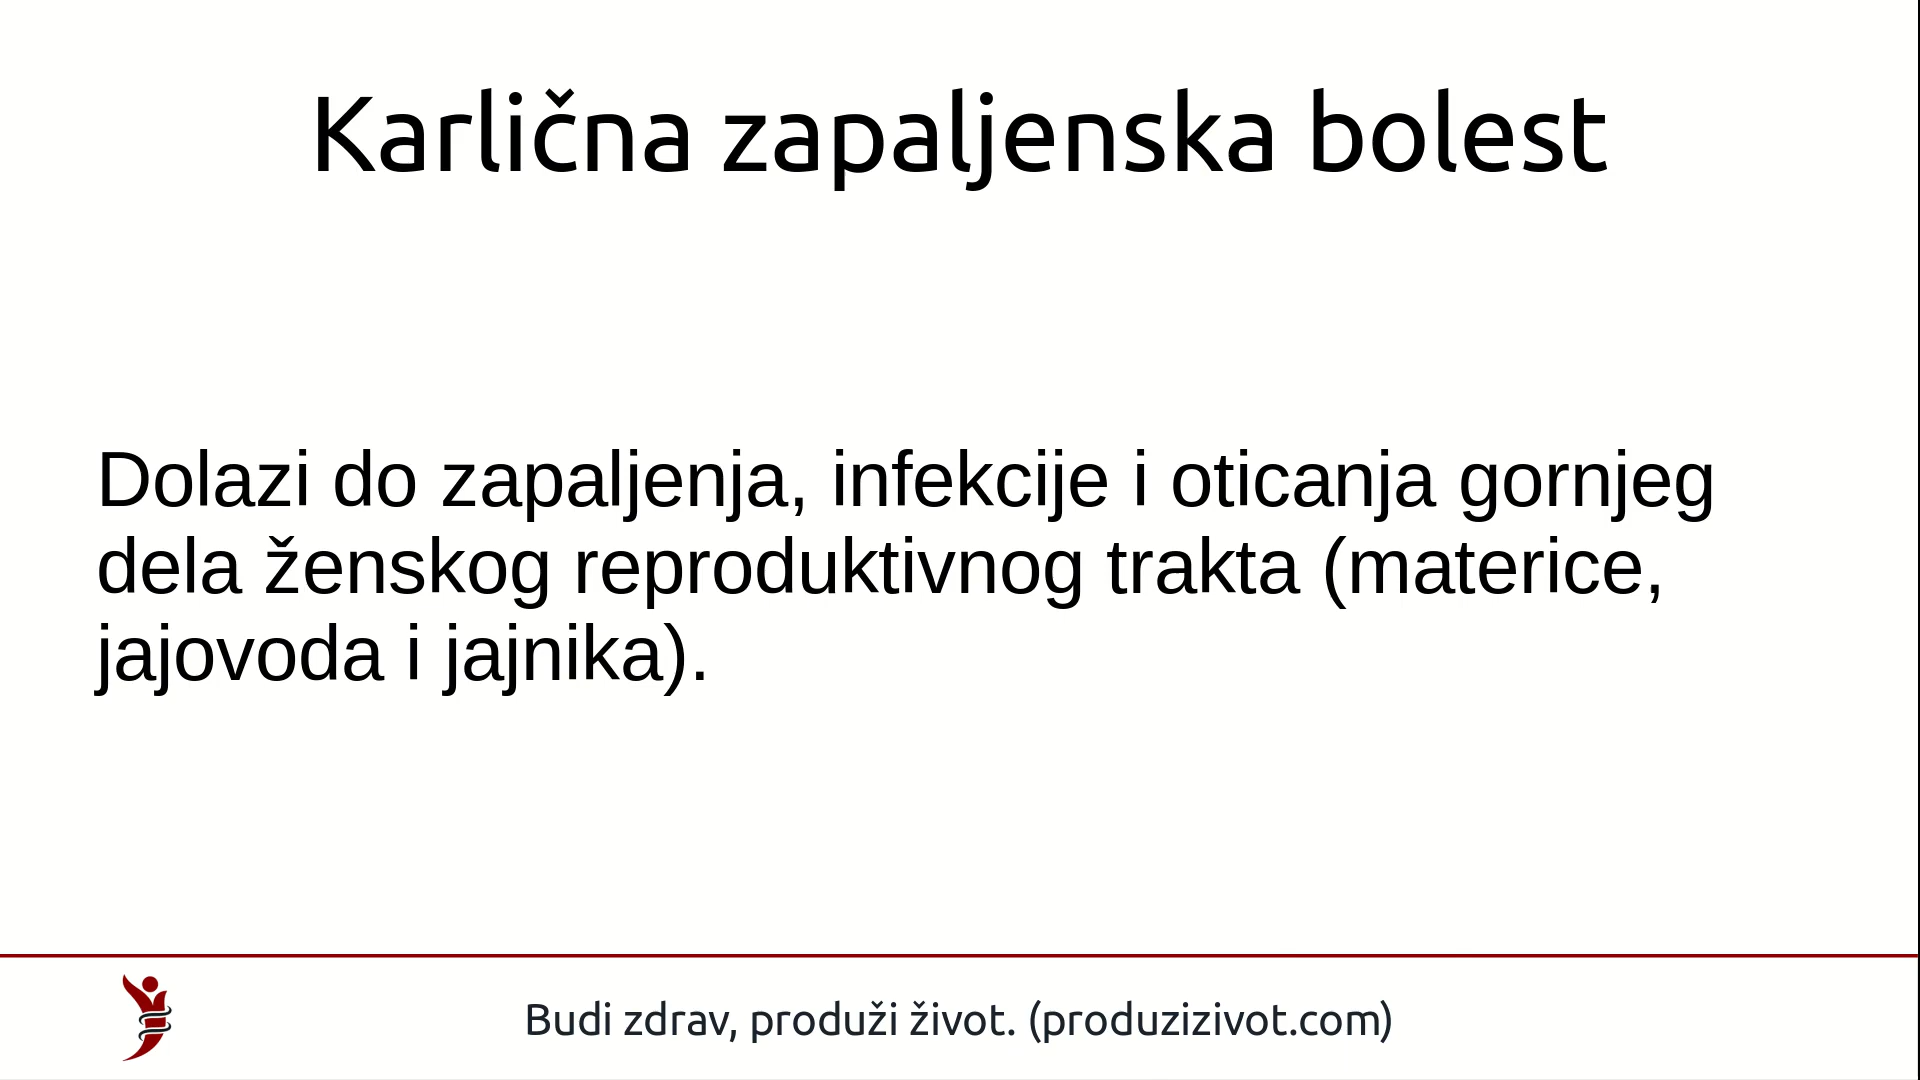 Karlična zapaljenska bolest
Dolazi do zapaljenja, infekcije i oticanja gornjeg
dela ženskog reproduktivnog trakta (materice,
jajovoda i jajnika).
Budi zdrav, produži život. (produzizivot.com)